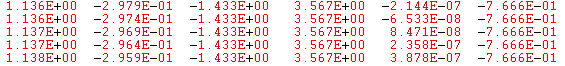 1.136E+00 -2.979E-01 -1.433E+00 3.567E+00 -2.144E-07 -7.666E-01
1.136E+00 -2.974E-01 -1.433E+00 3.567E+00 -6.533E-08 -7.666E-01
1.137E+00 -2.969E-01 -1.433E+00 3.567E+00 8.471E-08 -7.666E-01
1.137E+00 -2.964E-01 -1.433E+00 3.567E+00 2.358E-07 -7.666E-01
1.138E+00 -2.959E-01 -1.433E+00 3.567E+00 3.878E-07 -7.666E-01